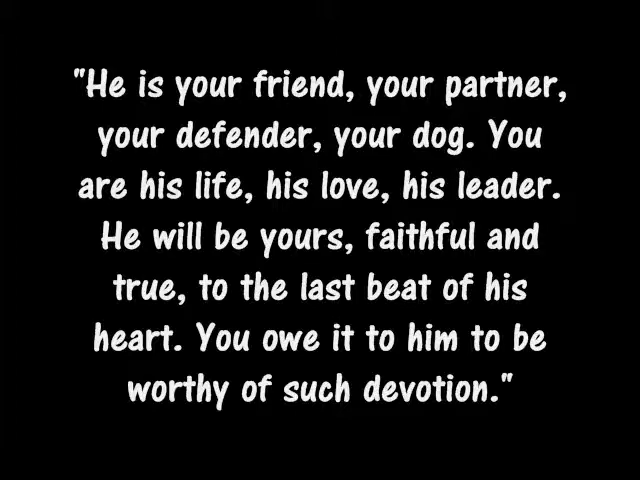 "He is your friend, your partner,
your defender, your dog. You
are his life, his love, his leader.
He will be yours, faithful and
true, to the last beat of his
heart. You owe it to him to be
worthy of such devotion."